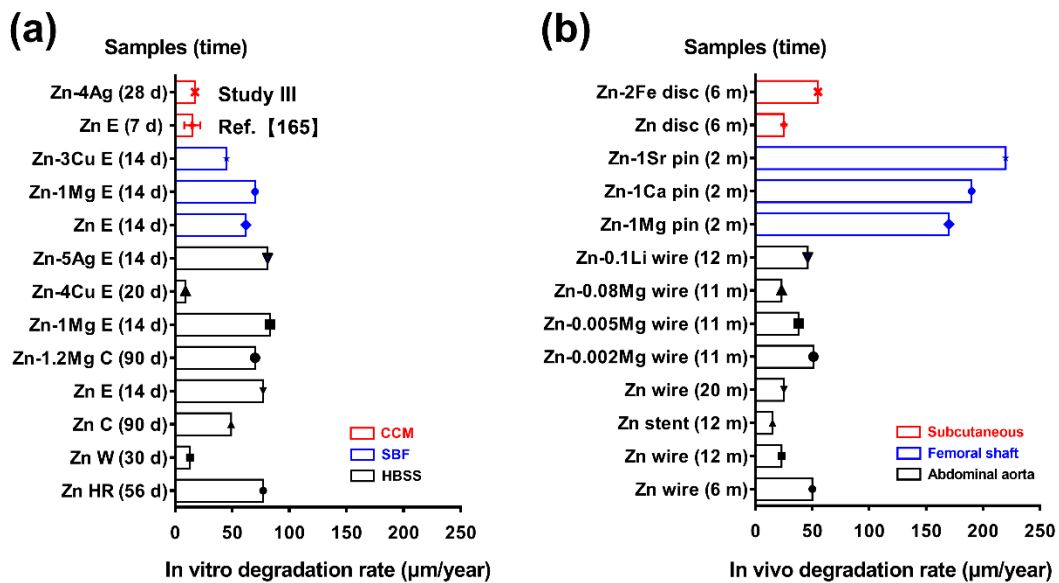 (a)
Samples (time)
Zn-4Ag (28 d)
Study III
Zn E (7 d)
Ref.【165】
Zn-3Cu E (14 d)
Zn-1Mg E (14 d)
Zn E (14 d)
Zn-5Ag E (14 d)
Zn-4Cu E (20 d)
Zn-1Mg E (14 d)
Zn-1.2Mg C (90 d)
Zn E (14 d)
Zn C (90 d)
Zn W (30 d)
Zn HR (56 d)
CCM
SBF
HBSS
0 50 100 150 200 250
In vitro degradation rate (µm/year)
(b)
Samples (time)
Zn-2Fe disc (6 m)
Zn disc (6 m)
Zn-1Sr pin (2 m)
Zn-1Ca pin (2 m)
Zn-1Mg pin (2 m)
Zn-0.1Li wire (12 m)
Zn-0.08Mg wire (11 m)
Zn-0.005Mg wire (11 m)
Zn-0.002Mg wire (11 m)
Zn wire (20 m)
Zn stent (12 m)
Zn wire (12 m)
Zn wire (6 m)
Subcutaneous
Femoral shaft
Abdominal aorta
0 50 100 150 200 250
In vivo degradation rate (µm/year)